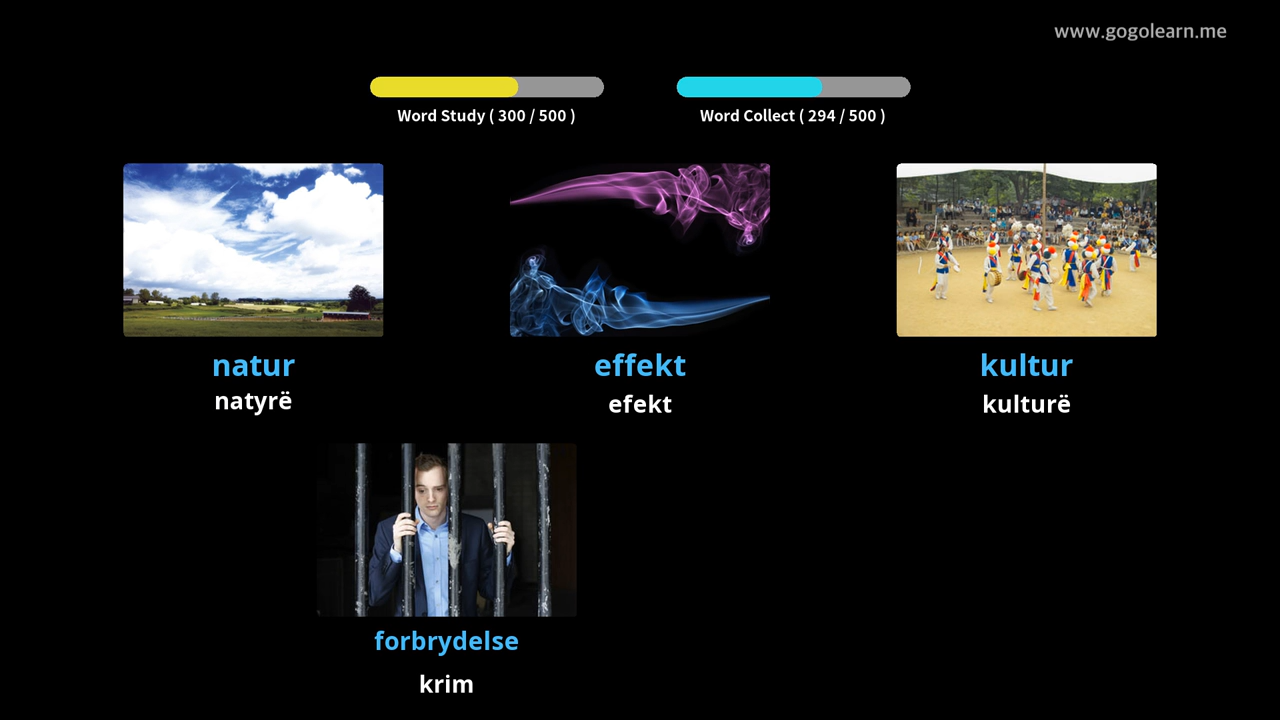 www.gogolearn.me
Word Study ( 300 / 500 )
Word Collect ( 294 / 500 )
natur
natyrë
effekt
efekt
kultur
kulturë
forbrydelse
krim